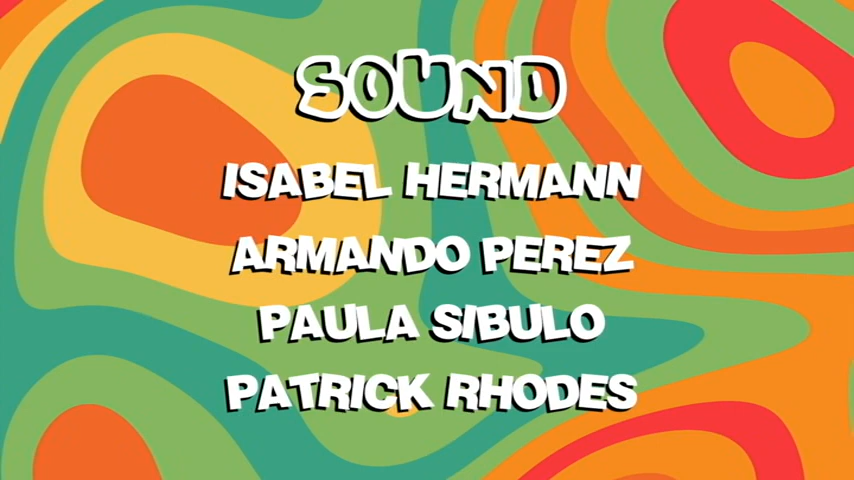 SOUND
ISABEL HERMANN
ARMANDO PEREZ
PAULA SIBULO
PATRICK RHODES